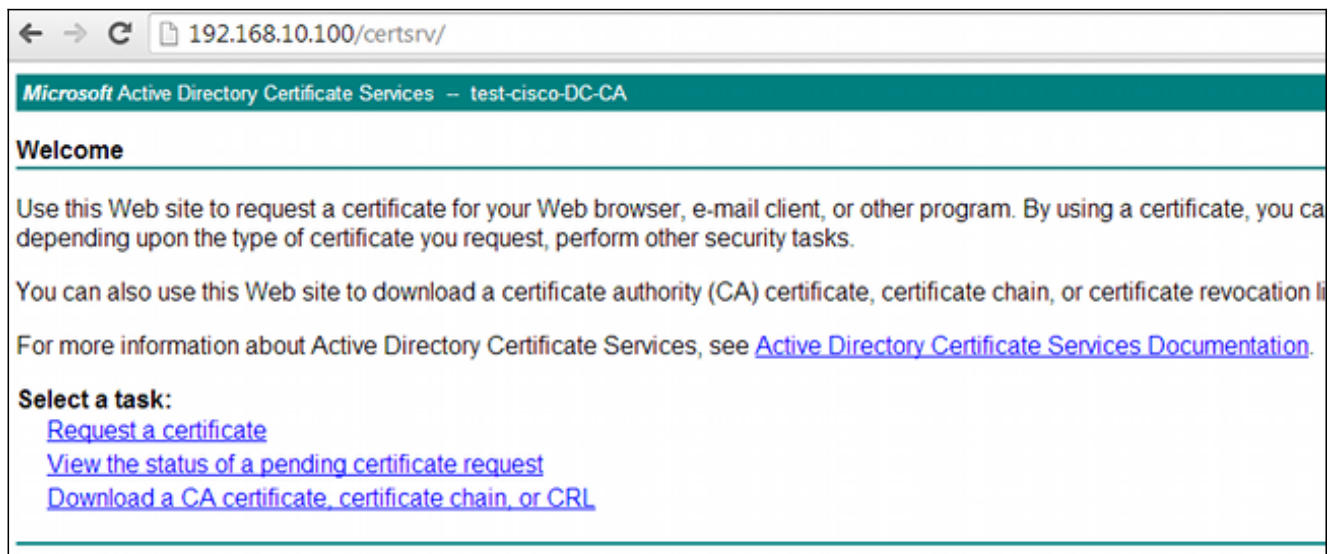 192.168.10.100/certsrv/
Microsoft Active Directory Certificate Services -- test-cisco-DC-CA
Welcome
Use this Web site to request a certificate for your Web browser, e-mail client, or other program. By using a certificate, you ca
depending upon the type of certificate you request, perform other security tasks.
You can also use this Web site to download a certificate authority (CA) certificate, certificate chain, or certificate revocation li
For more information about Active Directory Certificate Services, see Active Directory Certificate Services Documentation.
Select a task:
Request a certificate
View the status of a pending certificate request
Download a CA certificate, certificate chain, or CRL